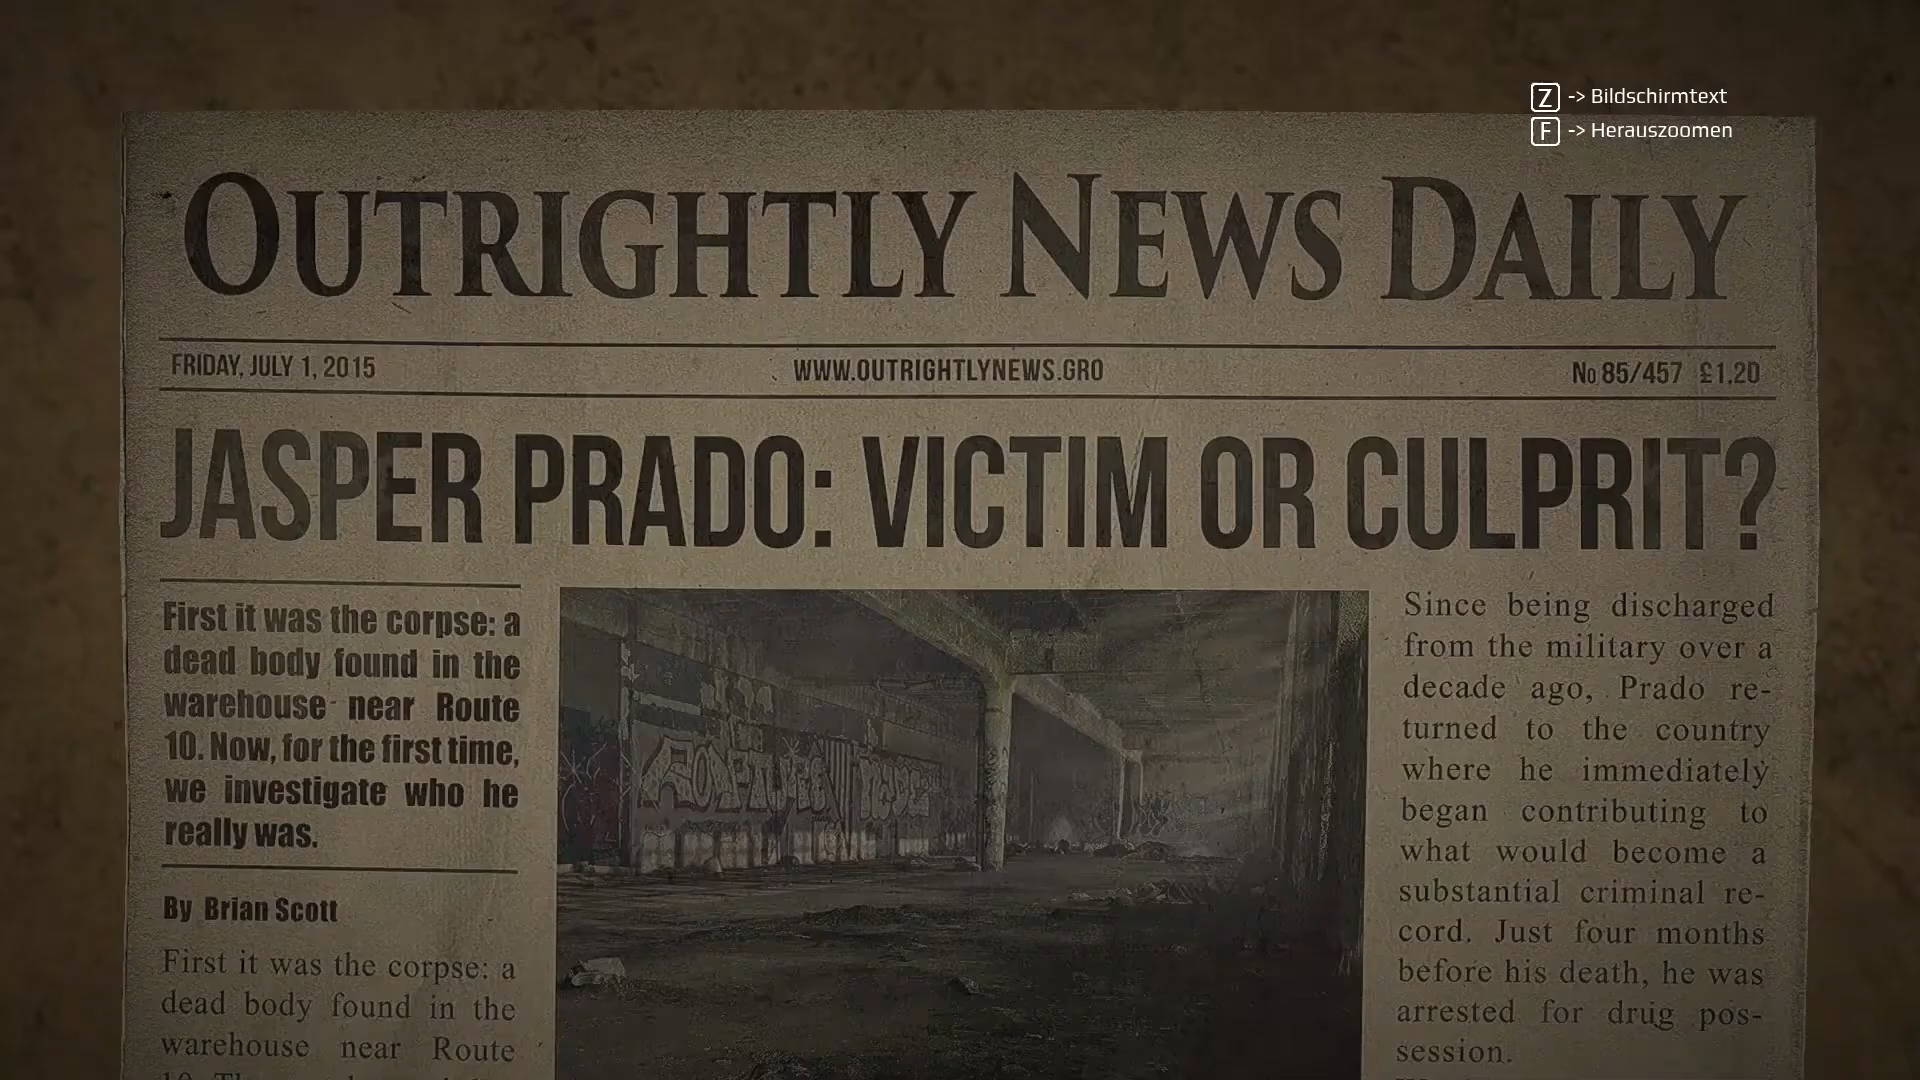 Z -> Bildschirmtext
F -> Herauszoomen
OUTRIGHTLY NEWS DAILY
FRIDAY, JULY 1, 2015 WWW.OUTRIGHTLYNEWS.GRO No 85/457 £1.20
JASPER PRADO: VICTIM OR CULPRIT?
First it was the corpse: a
dead body found in the
warehouse near Route
10. Now, for the first time,
we investigate who he
really was.
By Brian Scott
First it was the corpse: a
dead body found in the
warehouse near Route
Since being discharged
from the military over a
decade ago, Prado re-
turned to the country
where he immediately
began contributing to
what would become a
substantial criminal re-
cord. Just four months
before his death, he was
arrested for drug pos-
session.